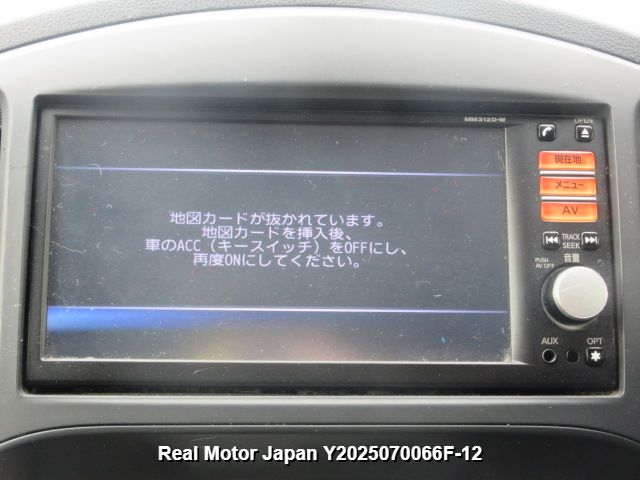 MM312D-W
OPEN
現在地
メニュー
AV
地図カードが抜かれています。
地図カードを挿入後、
車のACC（キースイッチ）をOFFにし、
再度ONにしてください。
TRACK
SEEK
音量
PUSH
AV OFF
AUX
OPT
Real Motor Japan Y2025070066F-12